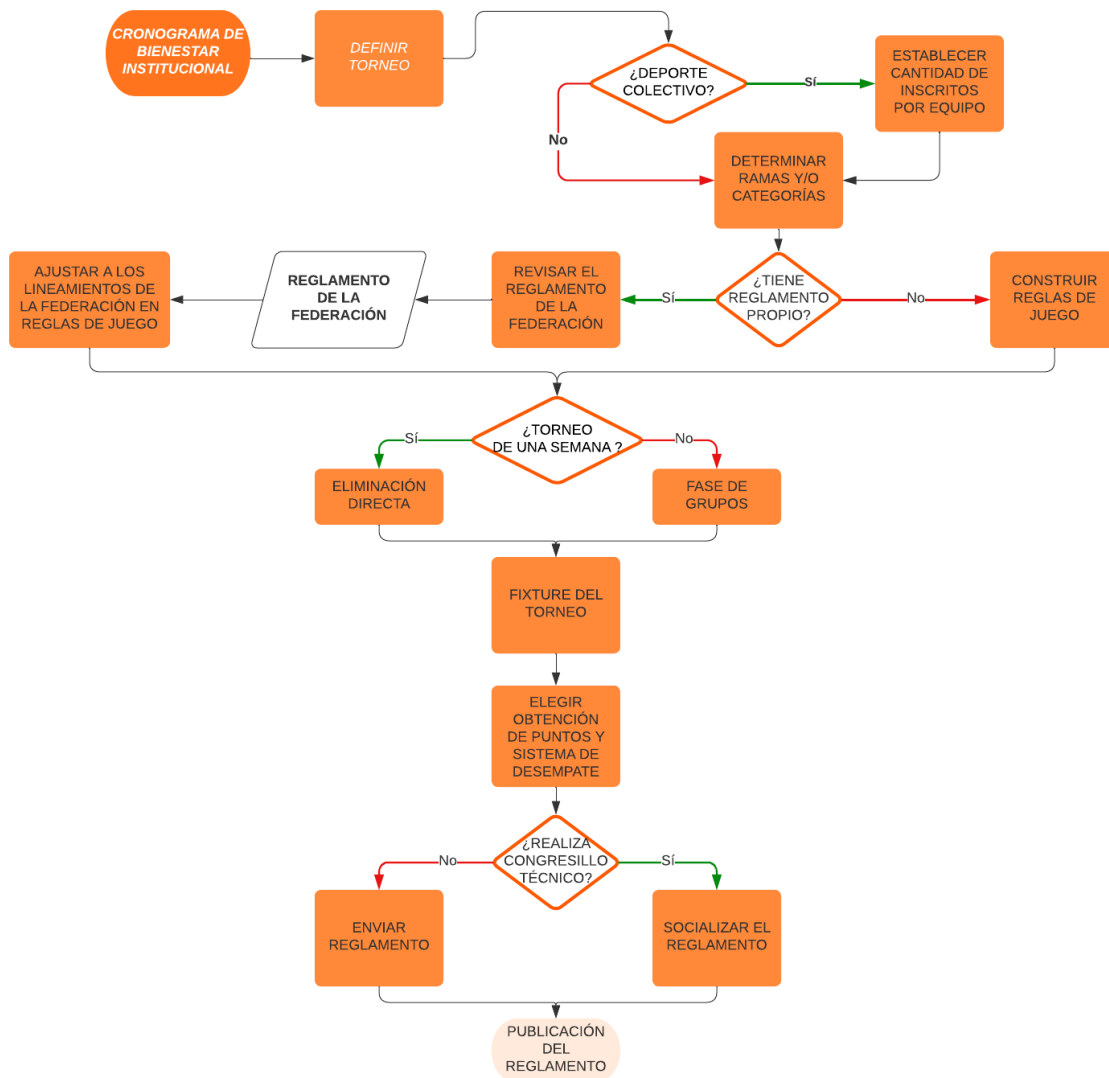 CRONOGRAMA DE
BIENESTAR
INSTITUCIONAL
DEFINIR
TORNEO
¿DEPORTE
COLECTIVO?
Sí
ESTABLECER
CANTIDAD DE
INSCRITOS
POR EQUIPO
No
DETERMINAR
RAMAS Y/O
CATEGORÍAS
AJUSTAR A LOS
LINEAMIENTOS DE
LA FEDERACIÓN EN
REGLAS DE JUEGO
REGLAMENTO
DE LA
FEDERACIÓN
REVISAR EL
REGLAMENTO
DE LA
FEDERACIÓN
Sí
¿TIENE
REGLAMENTO
PROPIO?
No
CONSTRUIR
REGLAS DE
JUEGO
¿TORNEO
DE UNA SEMANA ?
Sí
No
ELIMINACIÓN
DIRECTA
FASE DE
GRUPOS
FIXTURE DEL
TORNEO
ELEGIR
OBTENCIÓN
DE PUNTOS Y
SISTEMA DE
DESEMPATE
¿REALIZA
CONGRESILLO
TÉCNICO?
No
Sí
ENVIAR
REGLAMENTO
SOCIALIZAR EL
REGLAMENTO
PUBLICACIÓN
DEL
REGLAMENTO